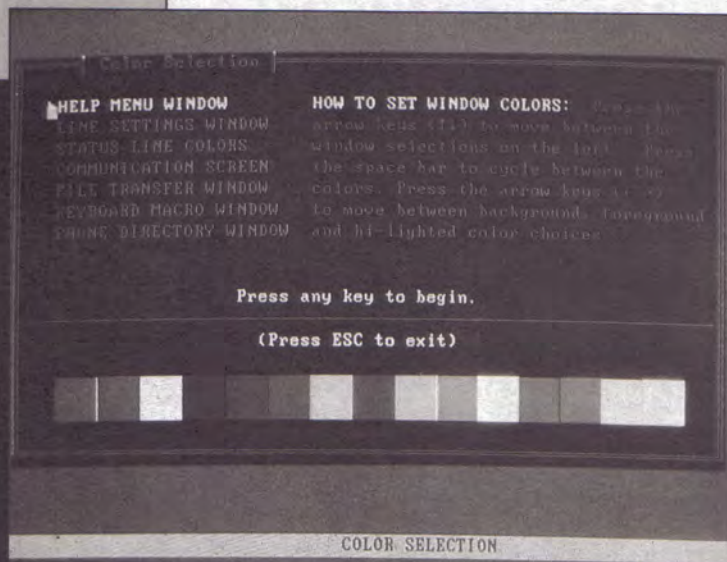 Color Selection
HELP MENU WINDOW HOW TO SET WINDOW COLORS: Press the
LINE SETTINGS WINDOW arrow keys (↑↓) to move between the
STATUS LINE COLORS window selections on the left. Press
COMMUNICATION SCREEN the space bar to cycle between the
FILE TRANSFER WINDOW colors. Press the arrow keys
KEYBOARD MACRO WINDOW to move between background, foreground
PHONE DIRECTORY WINDOW and hi-lighted color choices
Press any key to begin.
(Press ESC to exit)
COLOR SELECTION